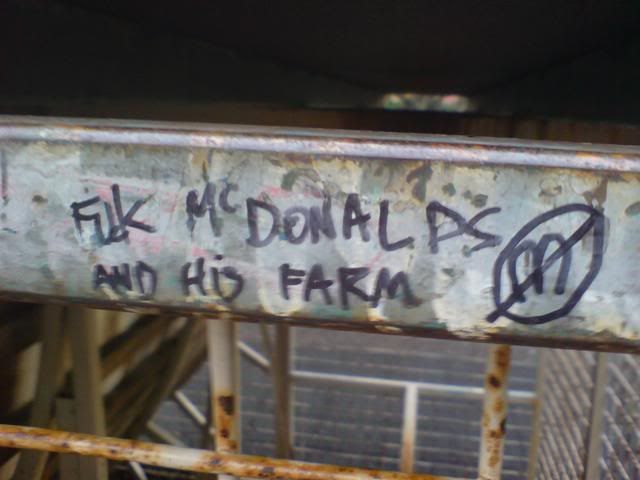 FUK McDONALDS
AND HiS FARM
m